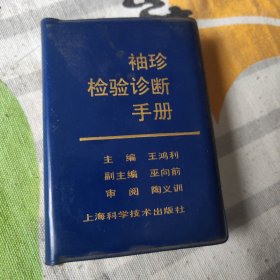 袖珍
检验诊断
手册
主编 王鸿利
副主编 巫向前
审阅 陶义训
上海科学技术出版社